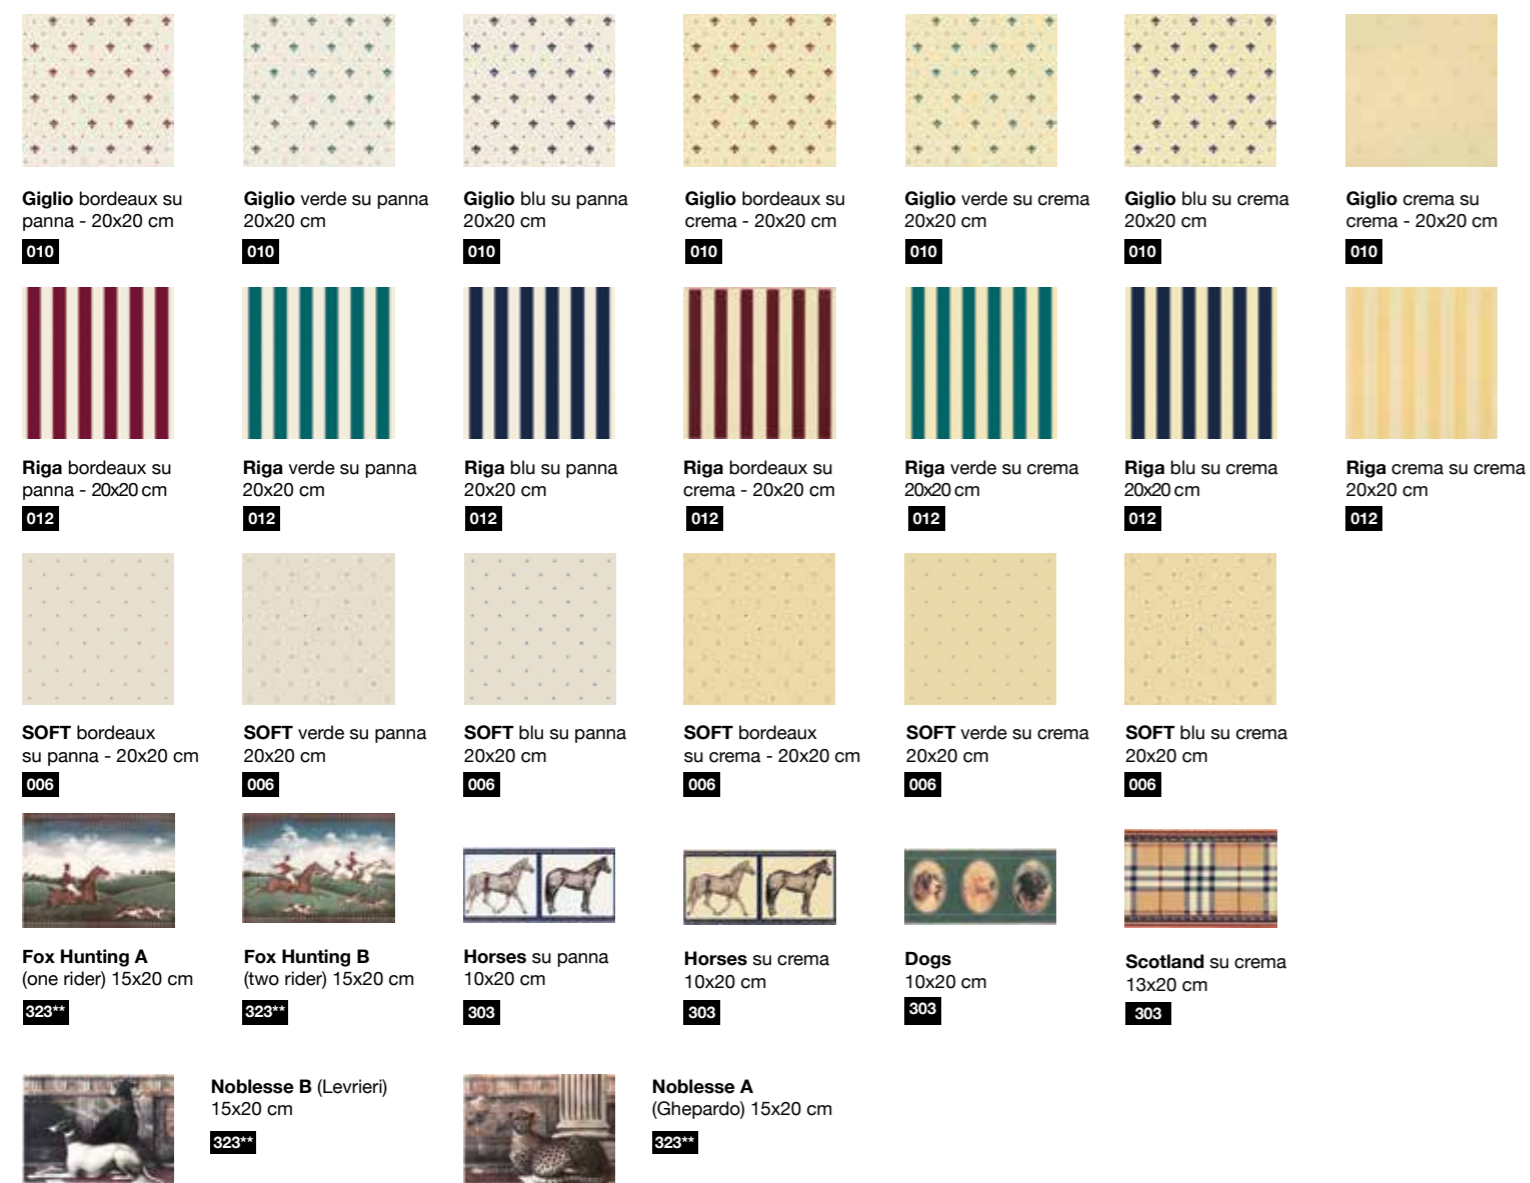 Giglio bordeaux su
panna - 20x20 cm
010
Giglio verde su panna
20x20 cm
010
Giglio blu su panna
20x20 cm
010
Giglio bordeaux su
crema - 20x20 cm
010
Giglio verde su crema
20x20 cm
010
Giglio blu su crema
20x20 cm
010
Giglio crema su
crema - 20x20 cm
010
Riga bordeaux su
panna - 20x20 cm
012
Riga verde su panna
20x20 cm
012
Riga blu su panna
20x20 cm
012
Riga bordeaux su
crema - 20x20 cm
012
Riga verde su crema
20x20 cm
012
Riga blu su crema
20x20 cm
012
Riga crema su crema
20x20 cm
012
SOFT bordeaux
su panna - 20x20 cm
006
SOFT verde su panna
20x20 cm
006
SOFT blu su panna
20x20 cm
006
SOFT bordeaux
su crema - 20x20 cm
006
SOFT verde su crema
20x20 cm
006
SOFT blu su crema
20x20 cm
006
Fox Hunting A
(one rider) 15x20 cm
323**
Fox Hunting B
(two rider) 15x20 cm
323**
Horses su panna
10x20 cm
303
Horses su crema
10x20 cm
303
Dogs
10x20 cm
303
Scotland su crema
13x20 cm
303
Noblesse B (Levrieri)
15x20 cm
323**
Noblesse A
(Ghepardo) 15x20 cm
323**